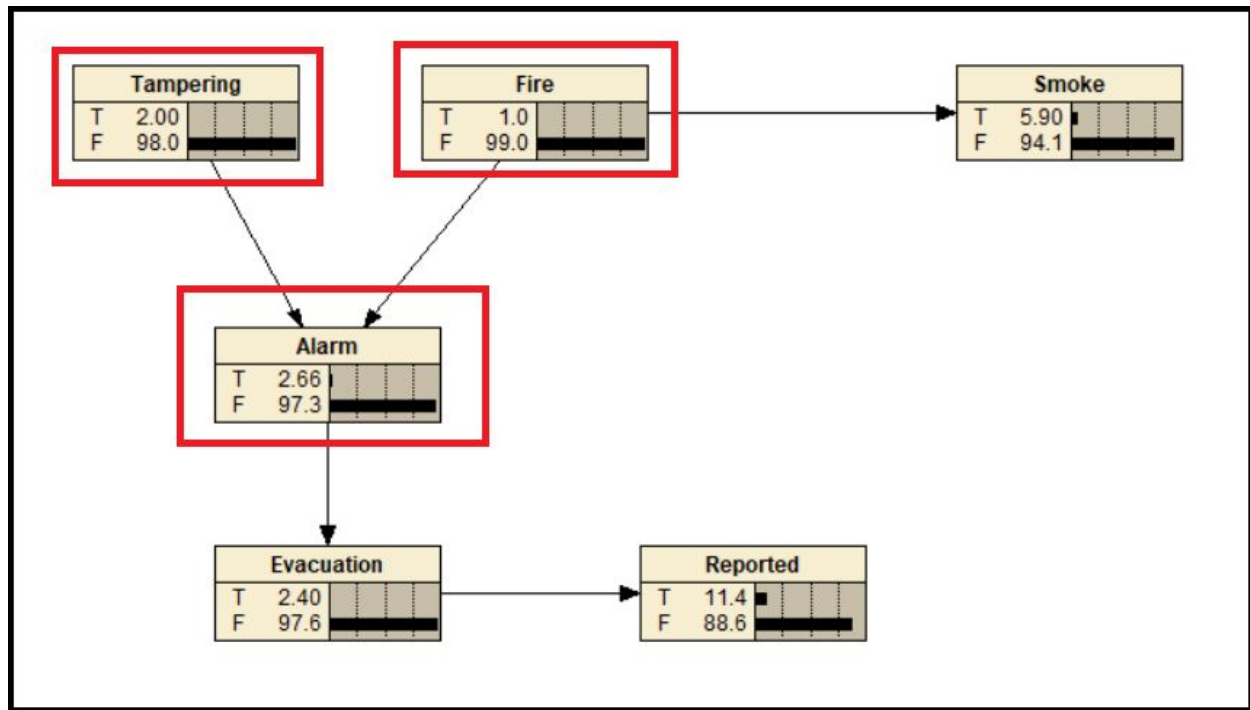 Tampering
T 2.00
F 98.0
Fire
T 1.0
F 99.0
Smoke
T 5.90
F 94.1
Alarm
T 2.66
F 97.3
Evacuation
T 2.40
F 97.6
Reported
T 11.4
F 88.6